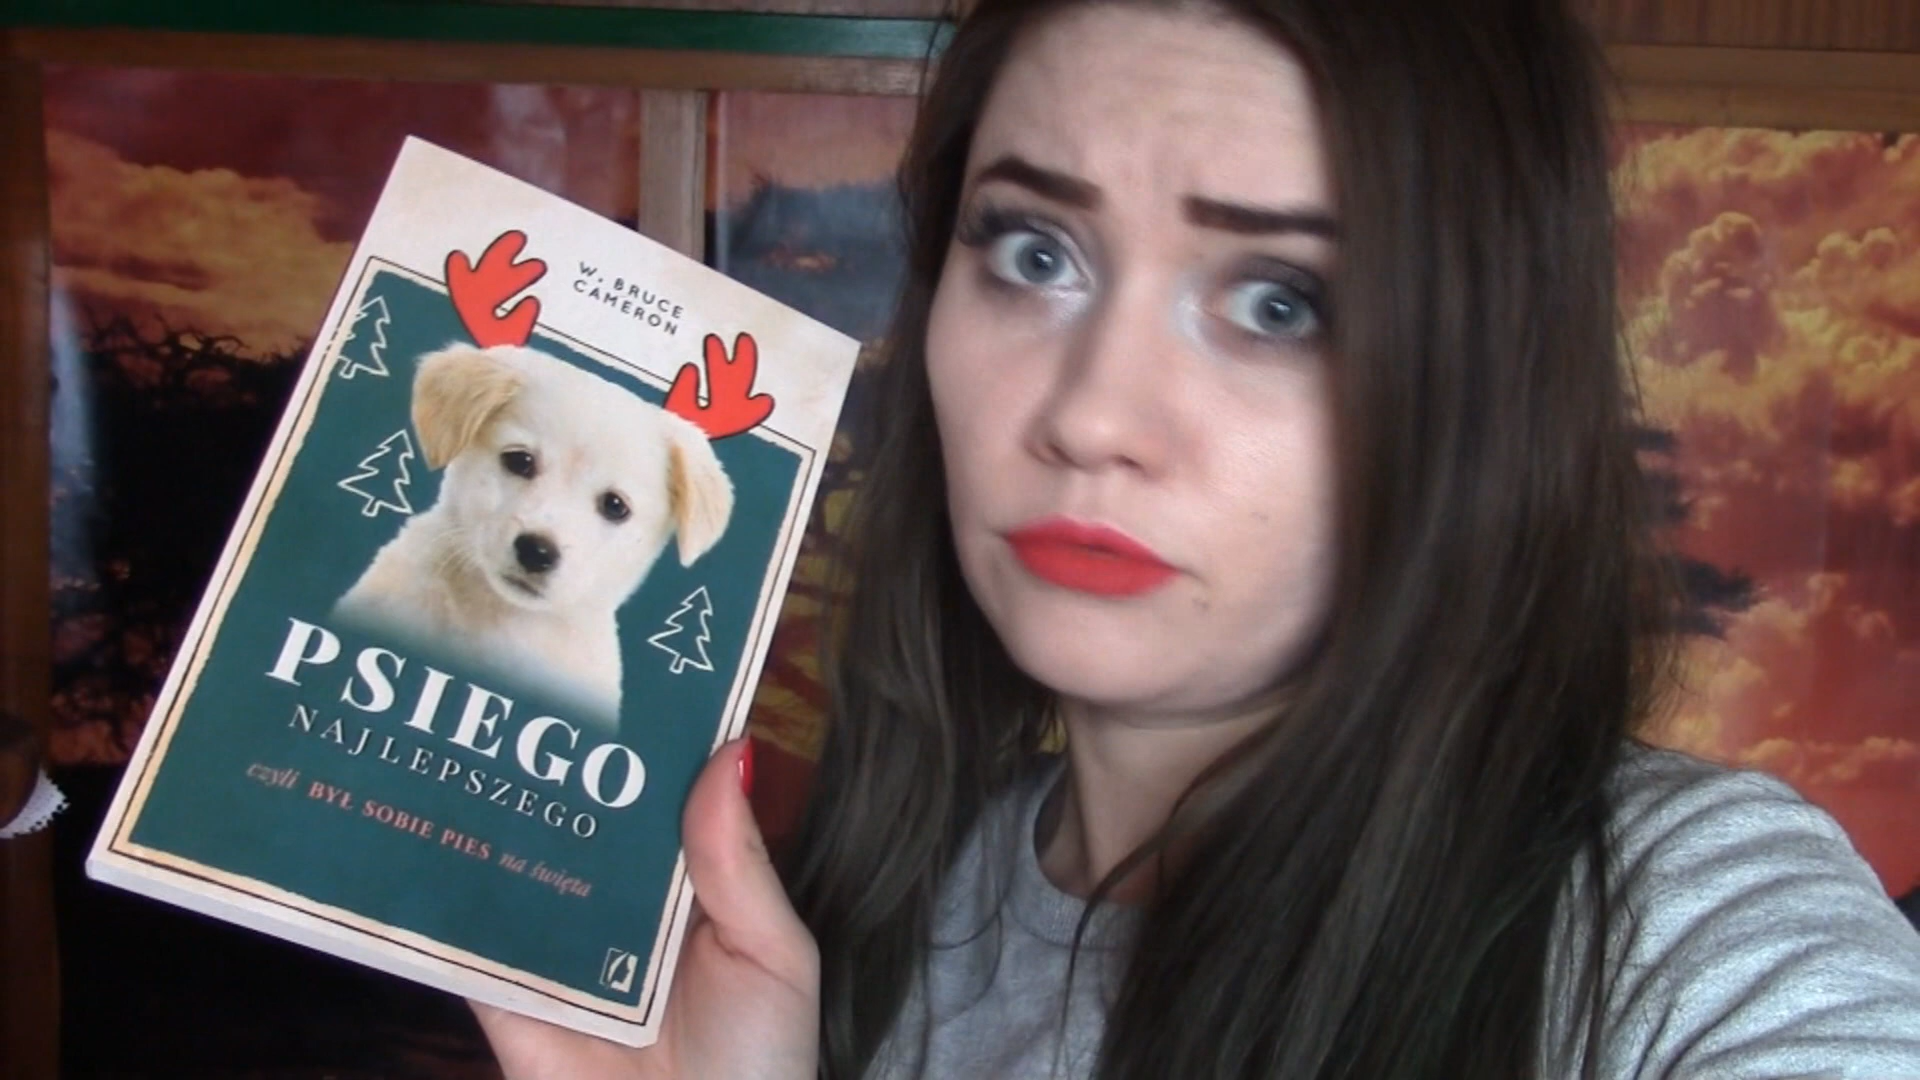 W. BRUCE
CAMERON
PSIEGO
NAJLEPSZEGO
czyli BYŁ SOBIE PIES na święta